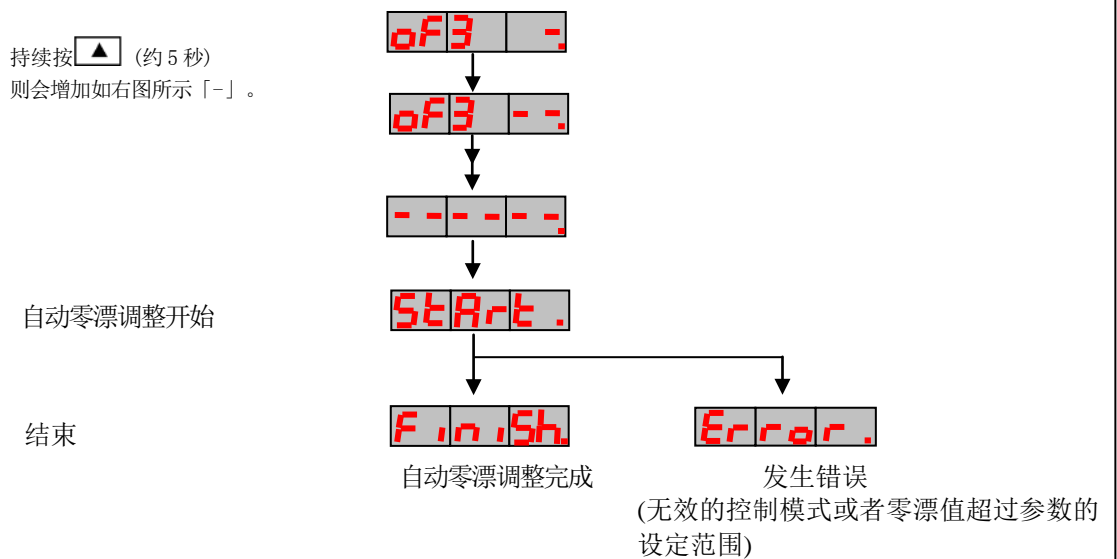 oF3 -.
持续按▲ (约5秒)
则会增加如右图所示「-」。
oF3 --.
------.
自动零漂调整开始
StArt .
结束
FiniSh.
Error .
自动零漂调整完成
发生错误
(无效的控制模式或者零漂值超过参数的
设定范围)